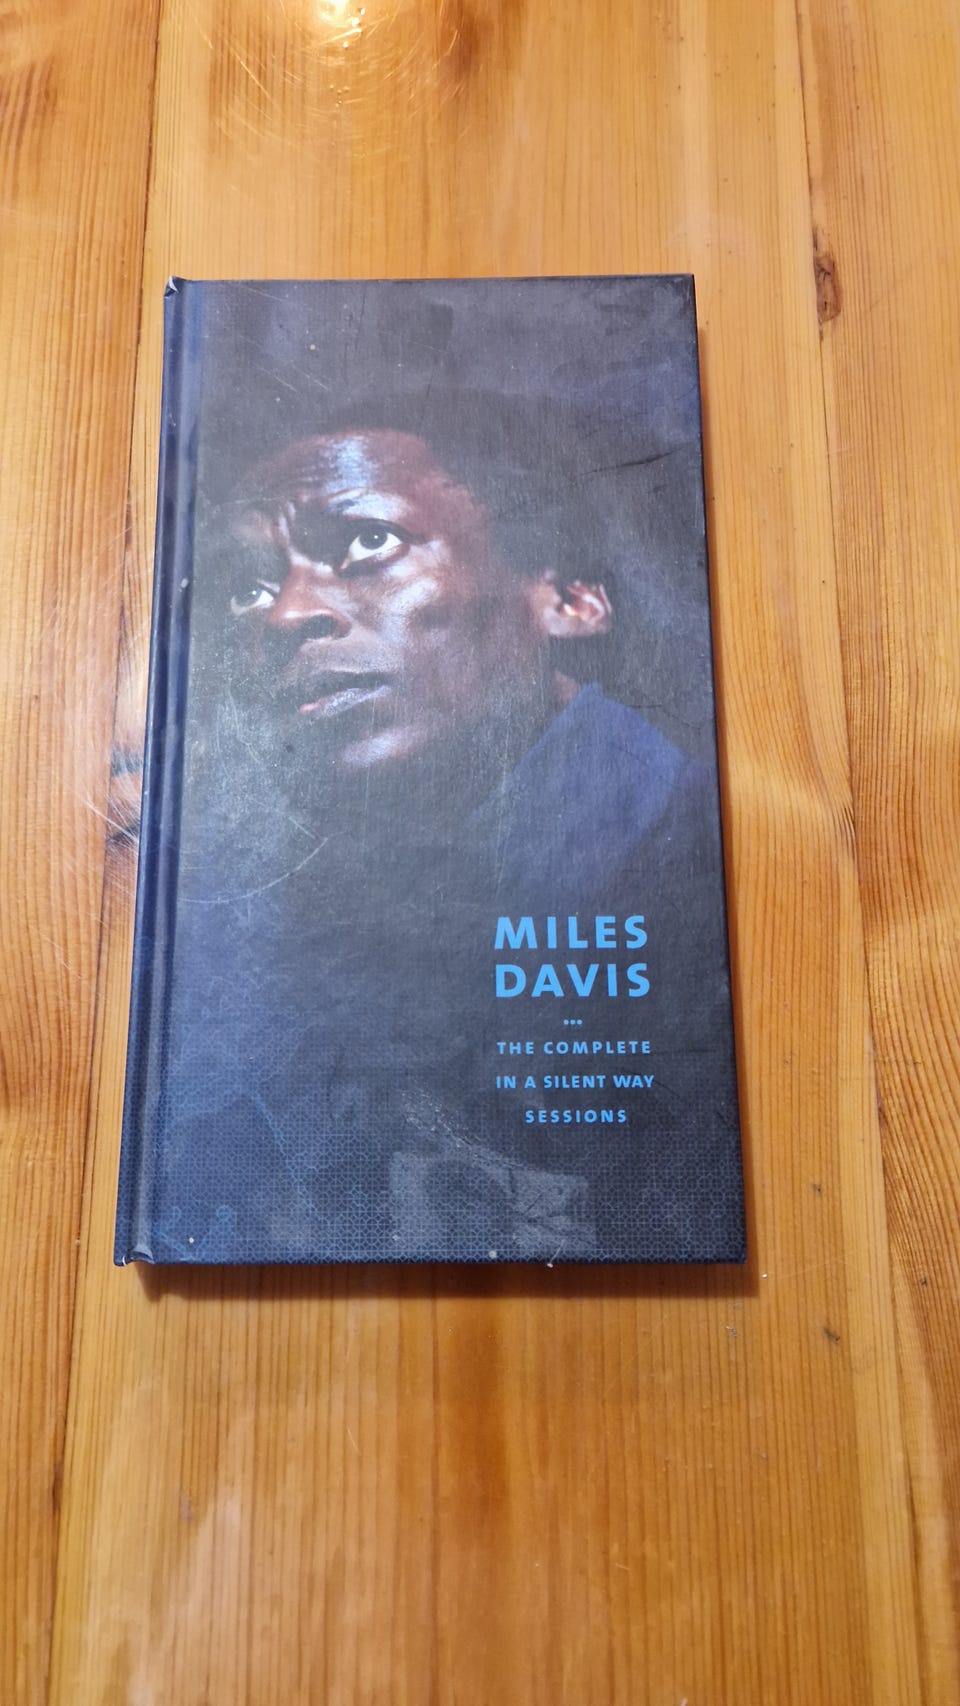 MILES
DAVIS
•••
THE COMPLETE
IN A SILENT WAY
SESSIONS